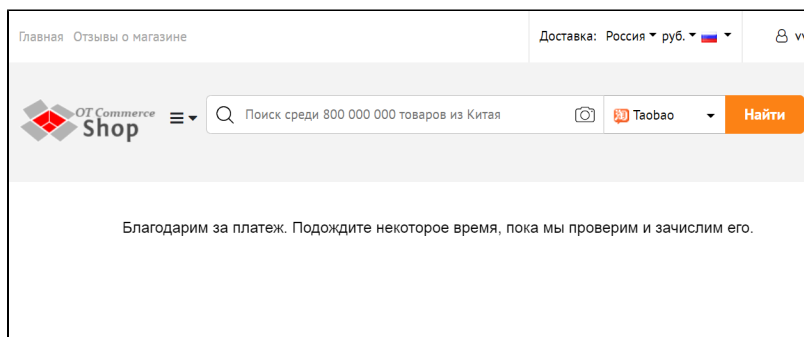 Главная Отзывы о магазине
Доставка: Россия руб.
OT Commerce
Shop
Поиск среди 800 000 000 товаров из Китая
Taobao
Найти
Благодарим за платеж. Подождите некоторое время, пока мы проверим и зачислим его.